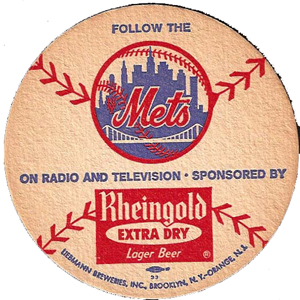 FOLLOW THE
Mets
ON RADIO AND TELEVISION • SPONSORED BY
Rheingold
EXTRA DRY
Lager Beer ®
LIEBMANN BREWERIES, INC., BROOKLYN, N.Y.-ORANGE, N.J.